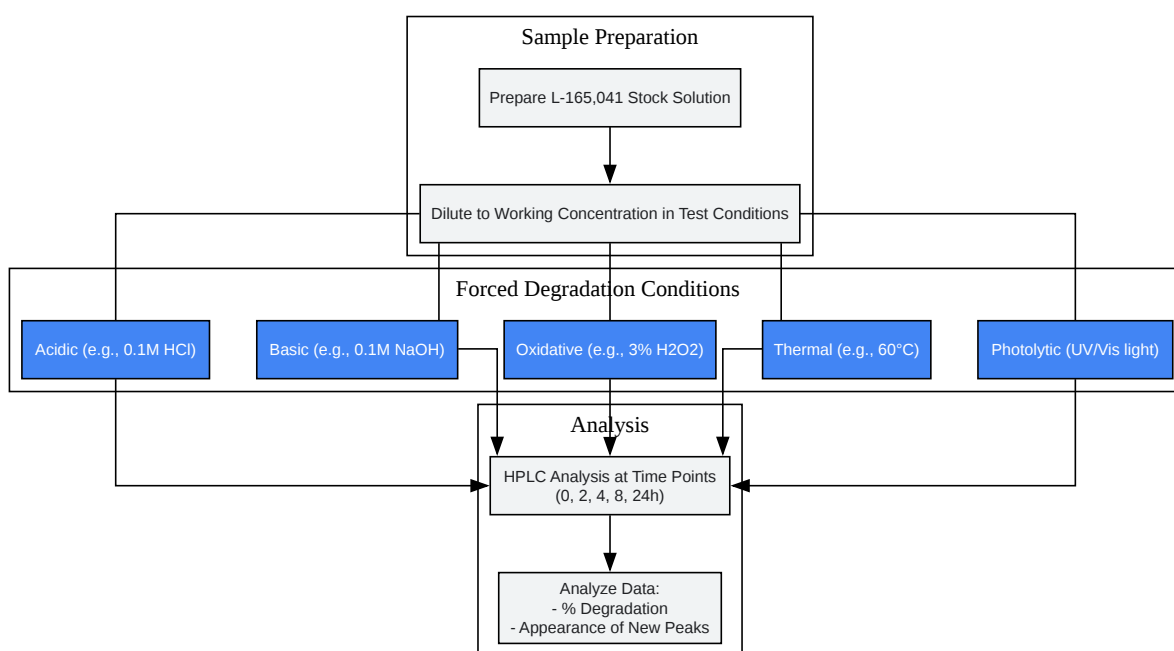 Sample Preparation
Prepare L-165,041 Stock Solution
Dilute to Working Concentration in Test Conditions
Forced Degradation Conditions
Acidic (e.g., 0.1M HCl)
Basic (e.g., 0.1M NaOH)
Oxidative (e.g., 3% H2O2)
Thermal (e.g., 60°C)
Photolytic (UV/Vis light)
Analysis
HPLC Analysis at Time Points
(0, 2, 4, 8, 24h)
Analyze Data:
- % Degradation
- Appearance of New Peaks